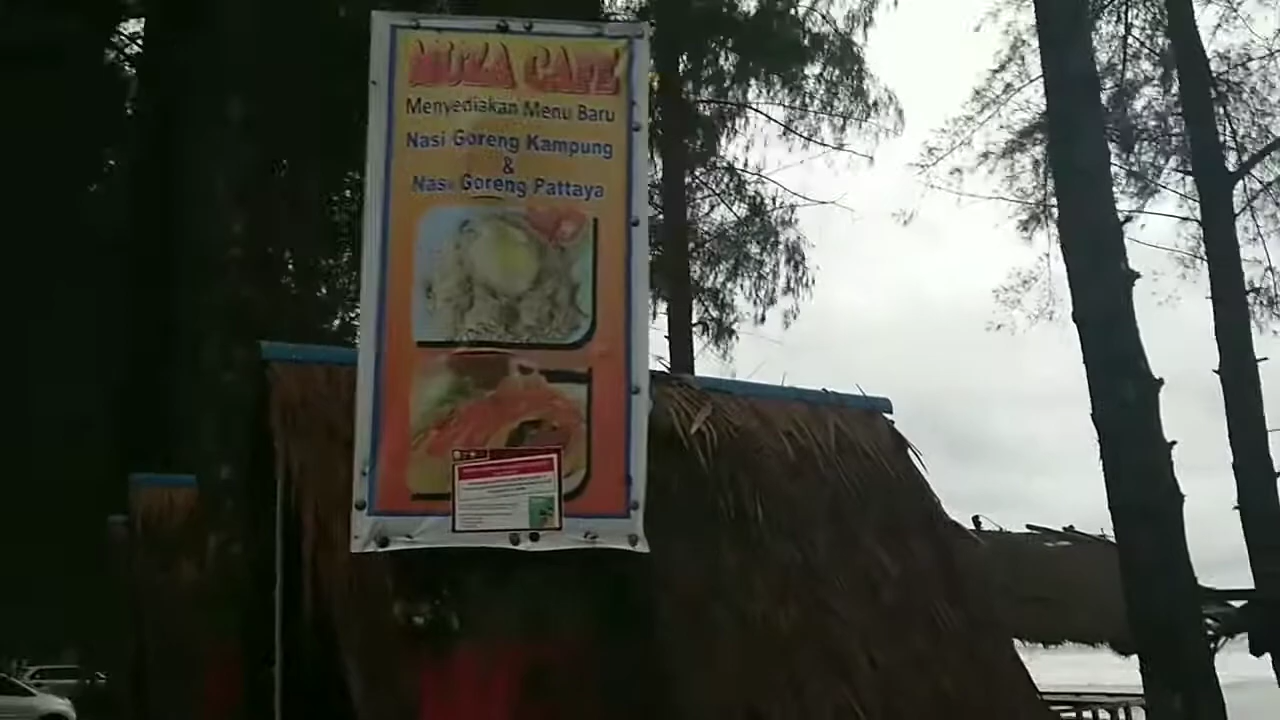 MUZA CAFE
Menyediakan Menu Baru
Nasi Goreng Kampung
&
Nasi Goreng Pattaya